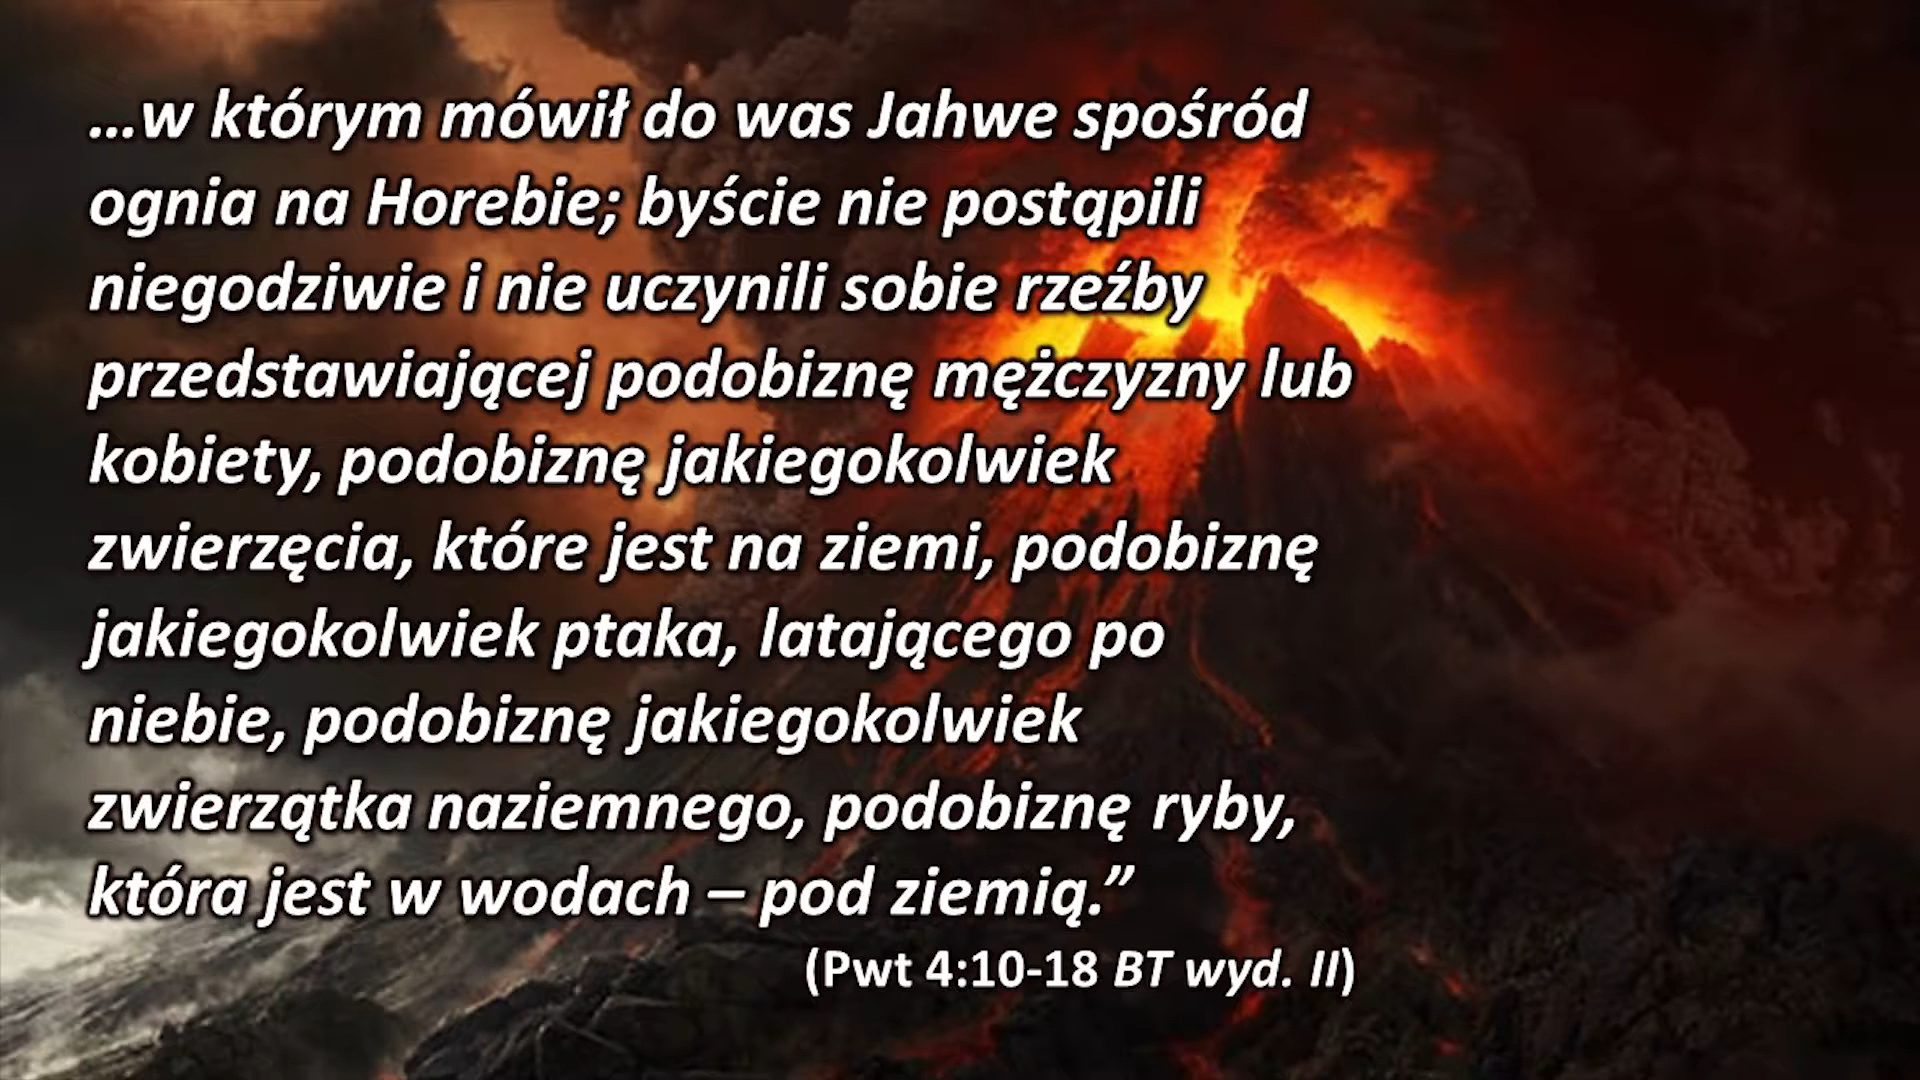 …w którym mówił do was Jahwe spośród
ognia na Horebie; byście nie postąpili
niegodziwie i nie uczynili sobie rzeźby
przedstawiającej podobiznę mężczyzny lub
kobiety, podobiznę jakiegokolwiek
zwierzęcia, które jest na ziemi, podobiznę
jakiegokolwiek ptaka, latającego po
niebie, podobiznę jakiegokolwiek
zwierzątka naziemnego, podobiznę ryby,
która jest w wodach – pod ziemią.”
(Pwt 4:10-18 BT wyd. II)